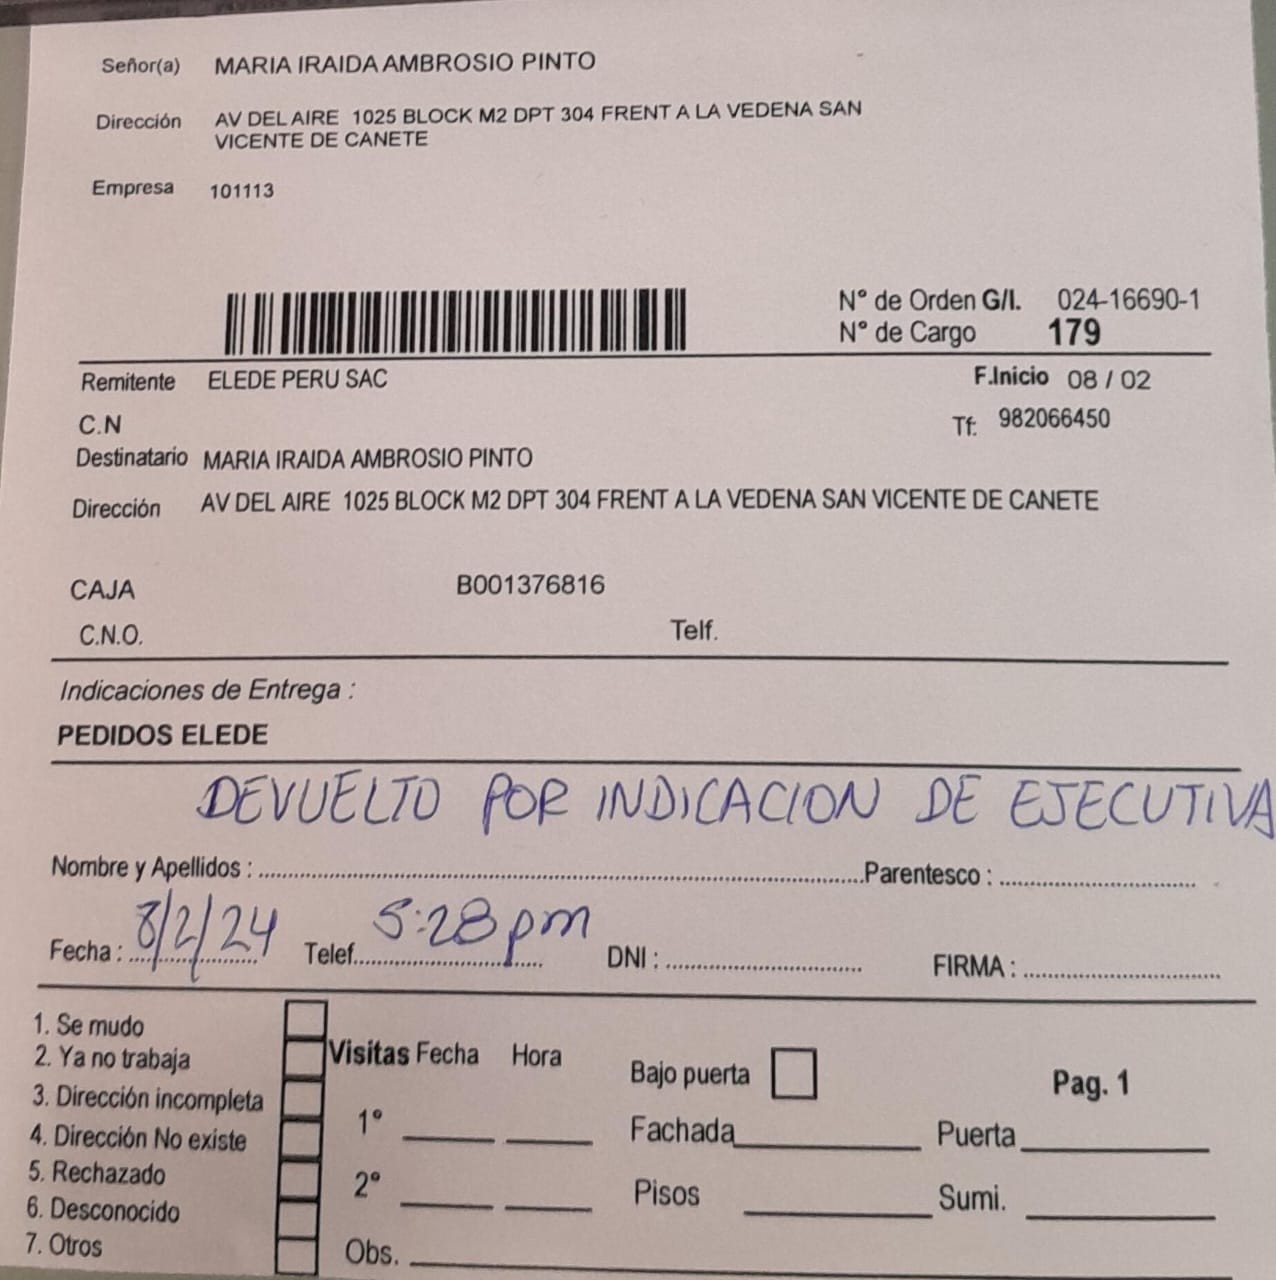 Señor(a) MARIA IRAIDA AMBROSIO PINTO
Dirección AV DEL AIRE 1025 BLOCK M2 DPT 304 FRENT A LA VEDENA SAN
VICENTE DE CANETE
Empresa 101113
N° de Orden G/I. 024-16690-1
N° de Cargo 179
Remitente ELEDE PERU SAC F.Inicio 08 / 02
C.N Tf: 982066450
Destinatario MARIA IRAIDA AMBROSIO PINTO
Dirección AV DEL AIRE 1025 BLOCK M2 DPT 304 FRENT A LA VEDENA SAN VICENTE DE CANETE
CAJA B001376816
C.N.O. Telf.
Indicaciones de Entrega :
PEDIDOS ELEDE
DEVUELTO POR INDICACION DE EJECUTIVA
Nombre y Apellidos : Parentesco :
Fecha : 8/2/24 Telef. 5:28 pm DNI : FIRMA :
1. Se mudo
2. Ya no trabaja Visitas Fecha Hora Bajo puerta Pag. 1
3. Dirección incompleta
4. Dirección No existe 1° Fachada Puerta
5. Rechazado
6. Desconocido 2° Pisos Sumi.
7. Otros Obs.